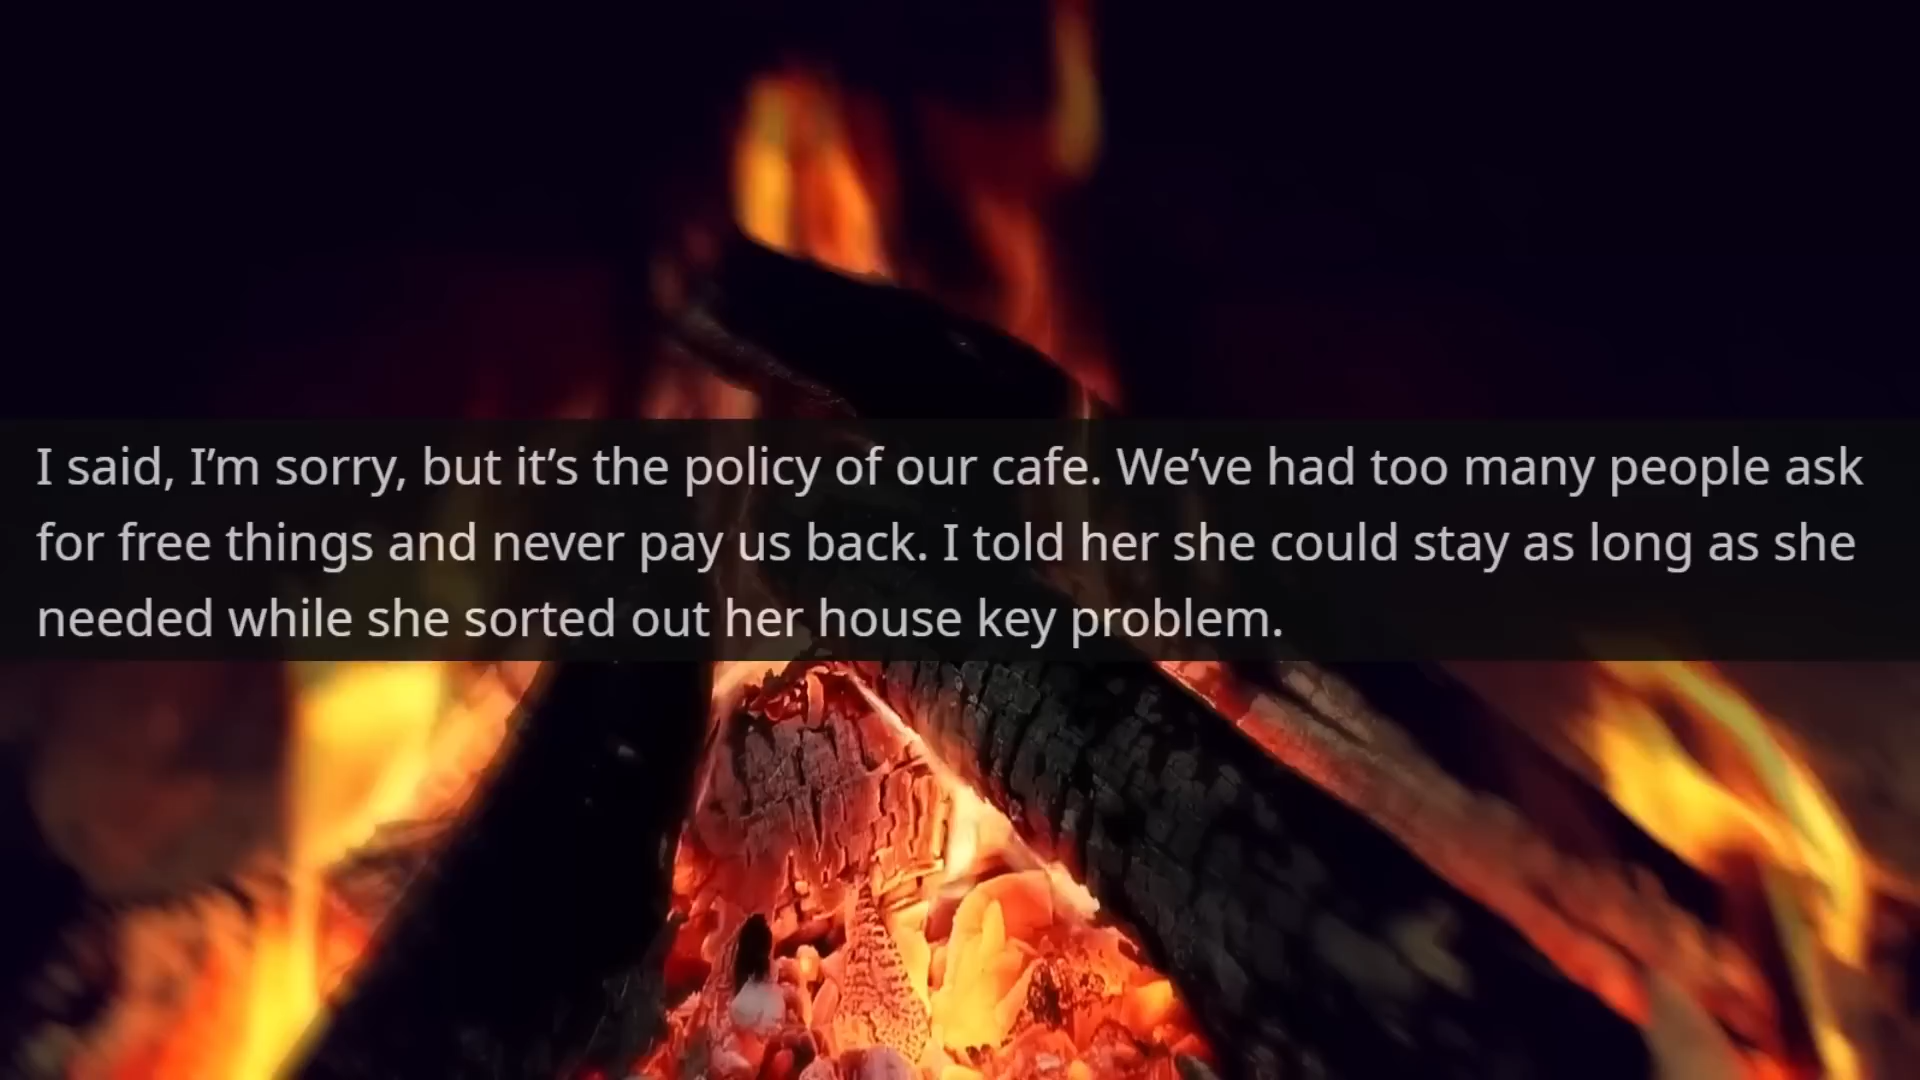 I said, I’m sorry, but it’s the policy of our cafe. We’ve had too many people ask
for free things and never pay us back. I told her she could stay as long as she
needed while she sorted out her house key problem.